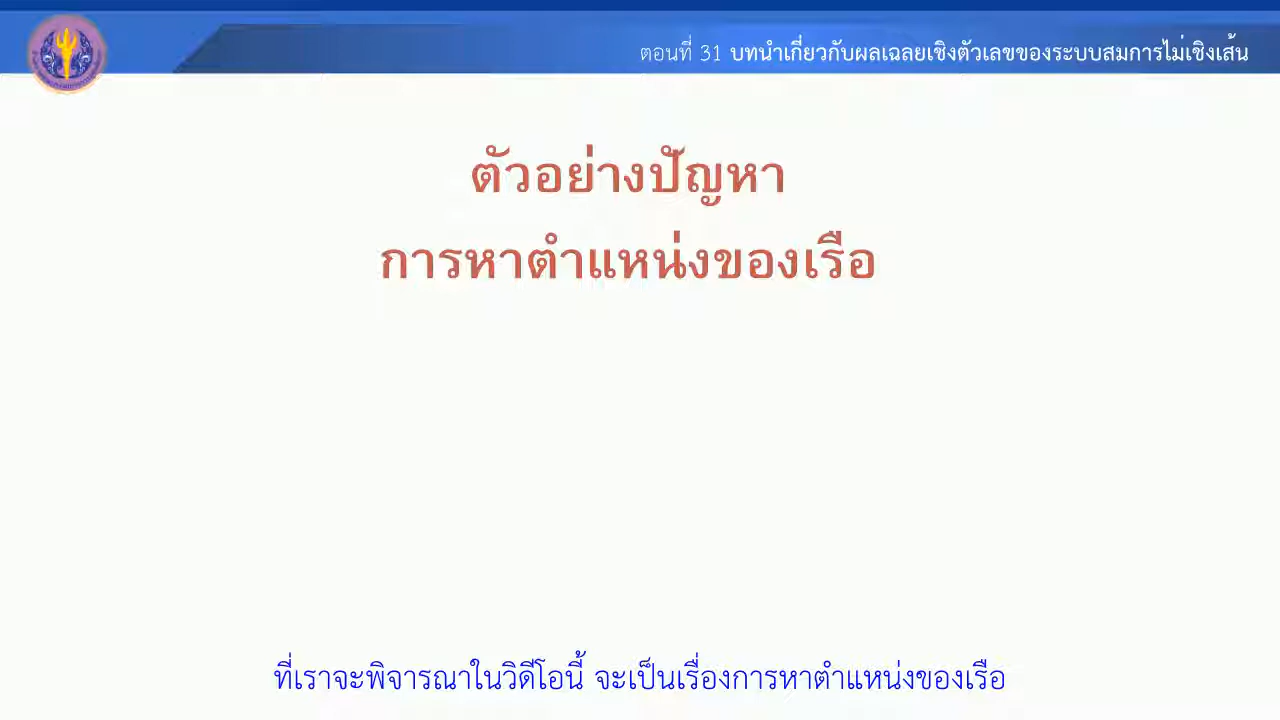 ตอนที่ 31 บทนำเกี่ยวกับผลเฉลยเชิงตัวเลขของระบบสมการไม่เชิงเส้น
ตัวอย่างปัญหา
การหาตำแหน่งของเรือ
ที่เราจะพิจารณาในวิดีโอนี้ จะเป็นเรื่องการหาตำแหน่งของเรือ